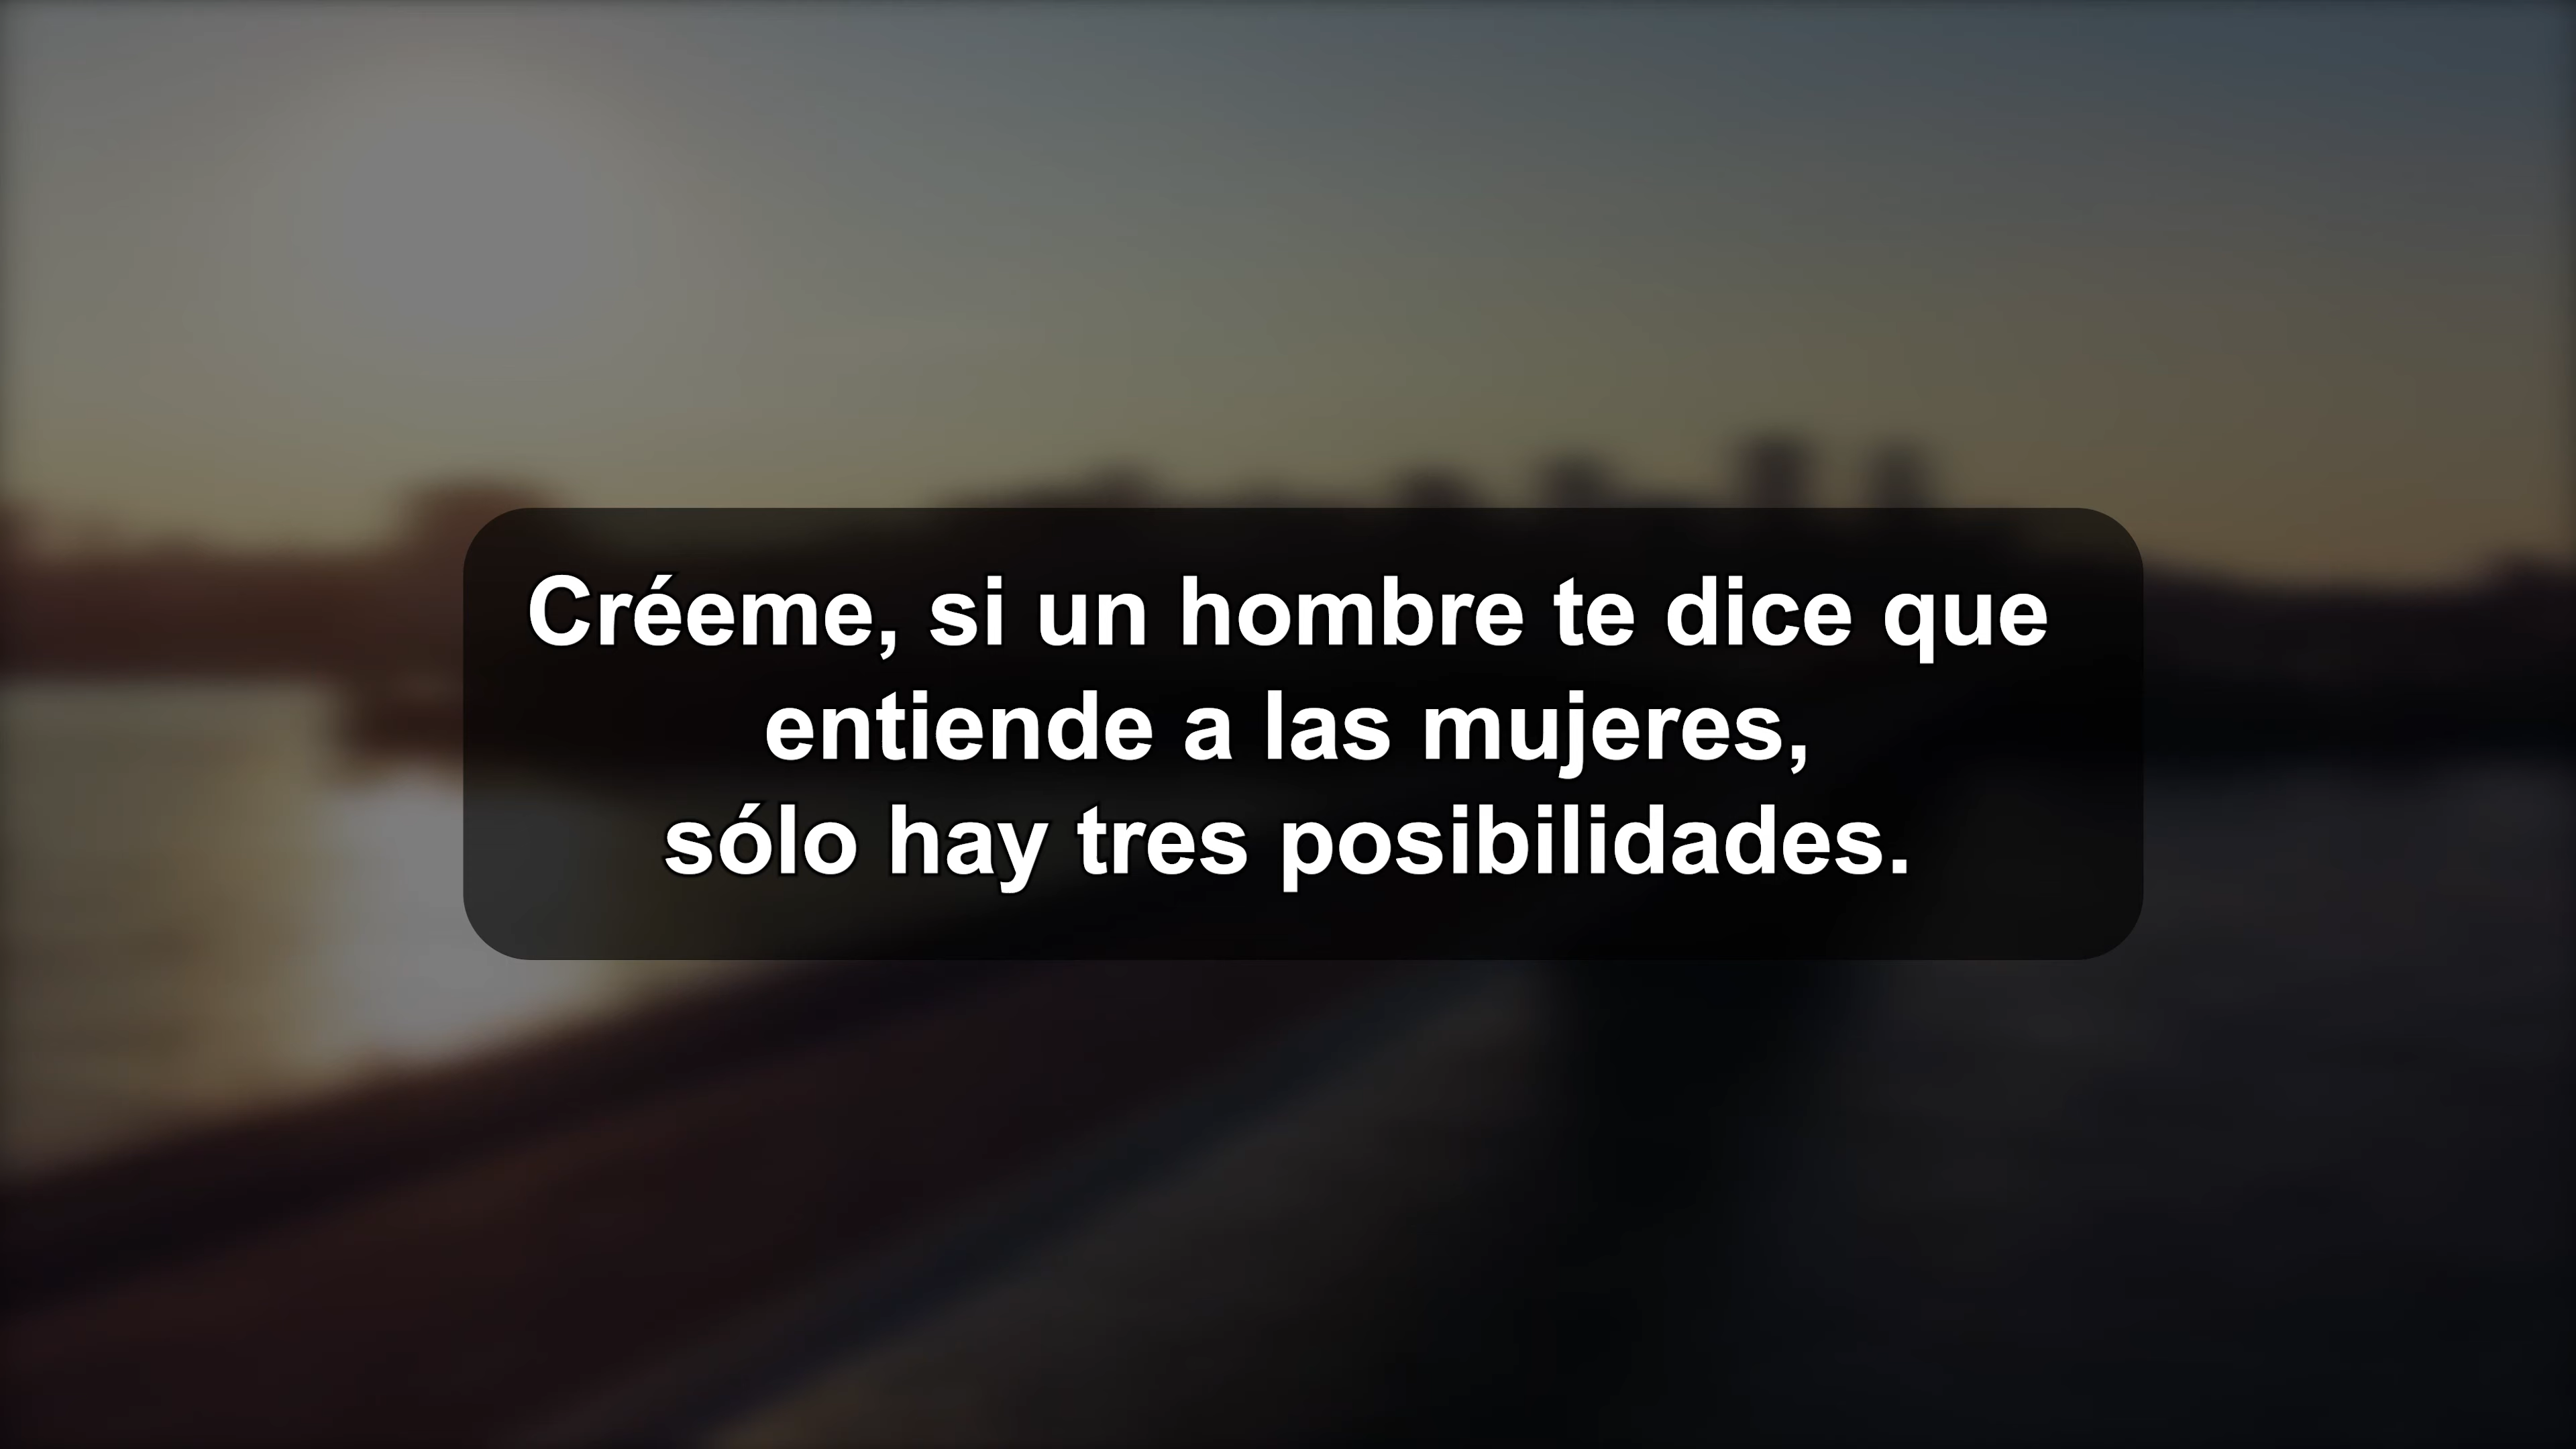 Créeme, si un hombre te dice que
entiende a las mujeres,
sólo hay tres posibilidades.